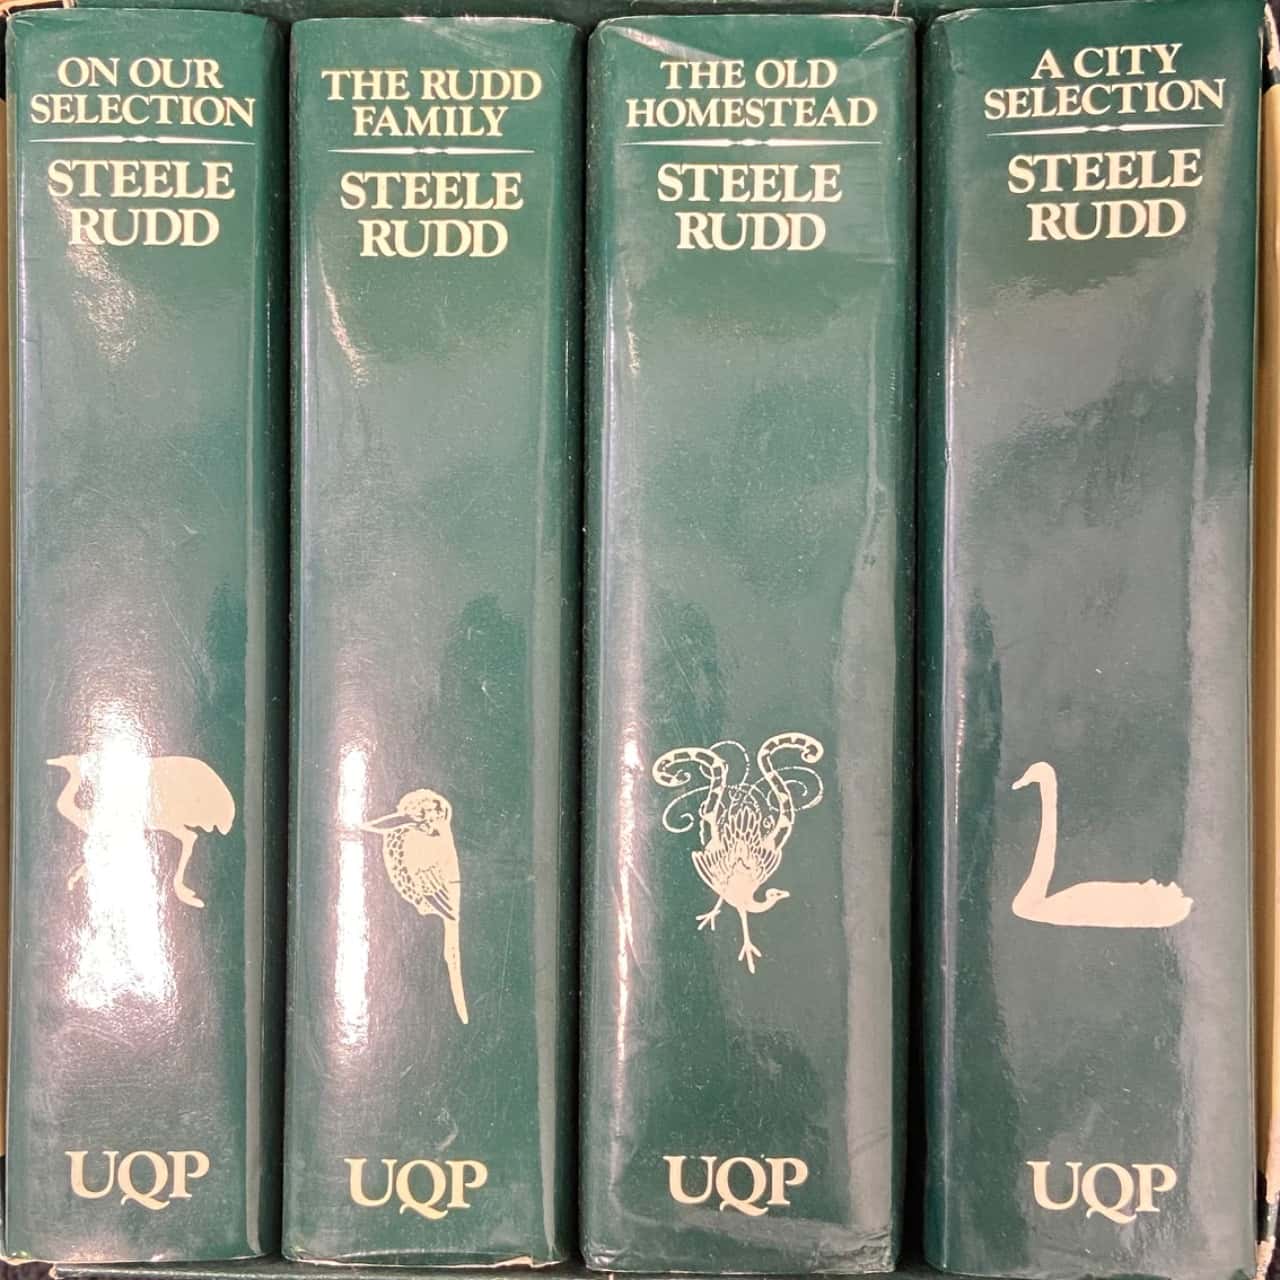 ON OUR
SELECTION
STEELE
RUDD
UQP
THE RUDD
FAMILY
STEELE
RUDD
UQP
THE OLD
HOMESTEAD
STEELE
RUDD
UQP
A CITY
SELECTION
STEELE
RUDD
UQP